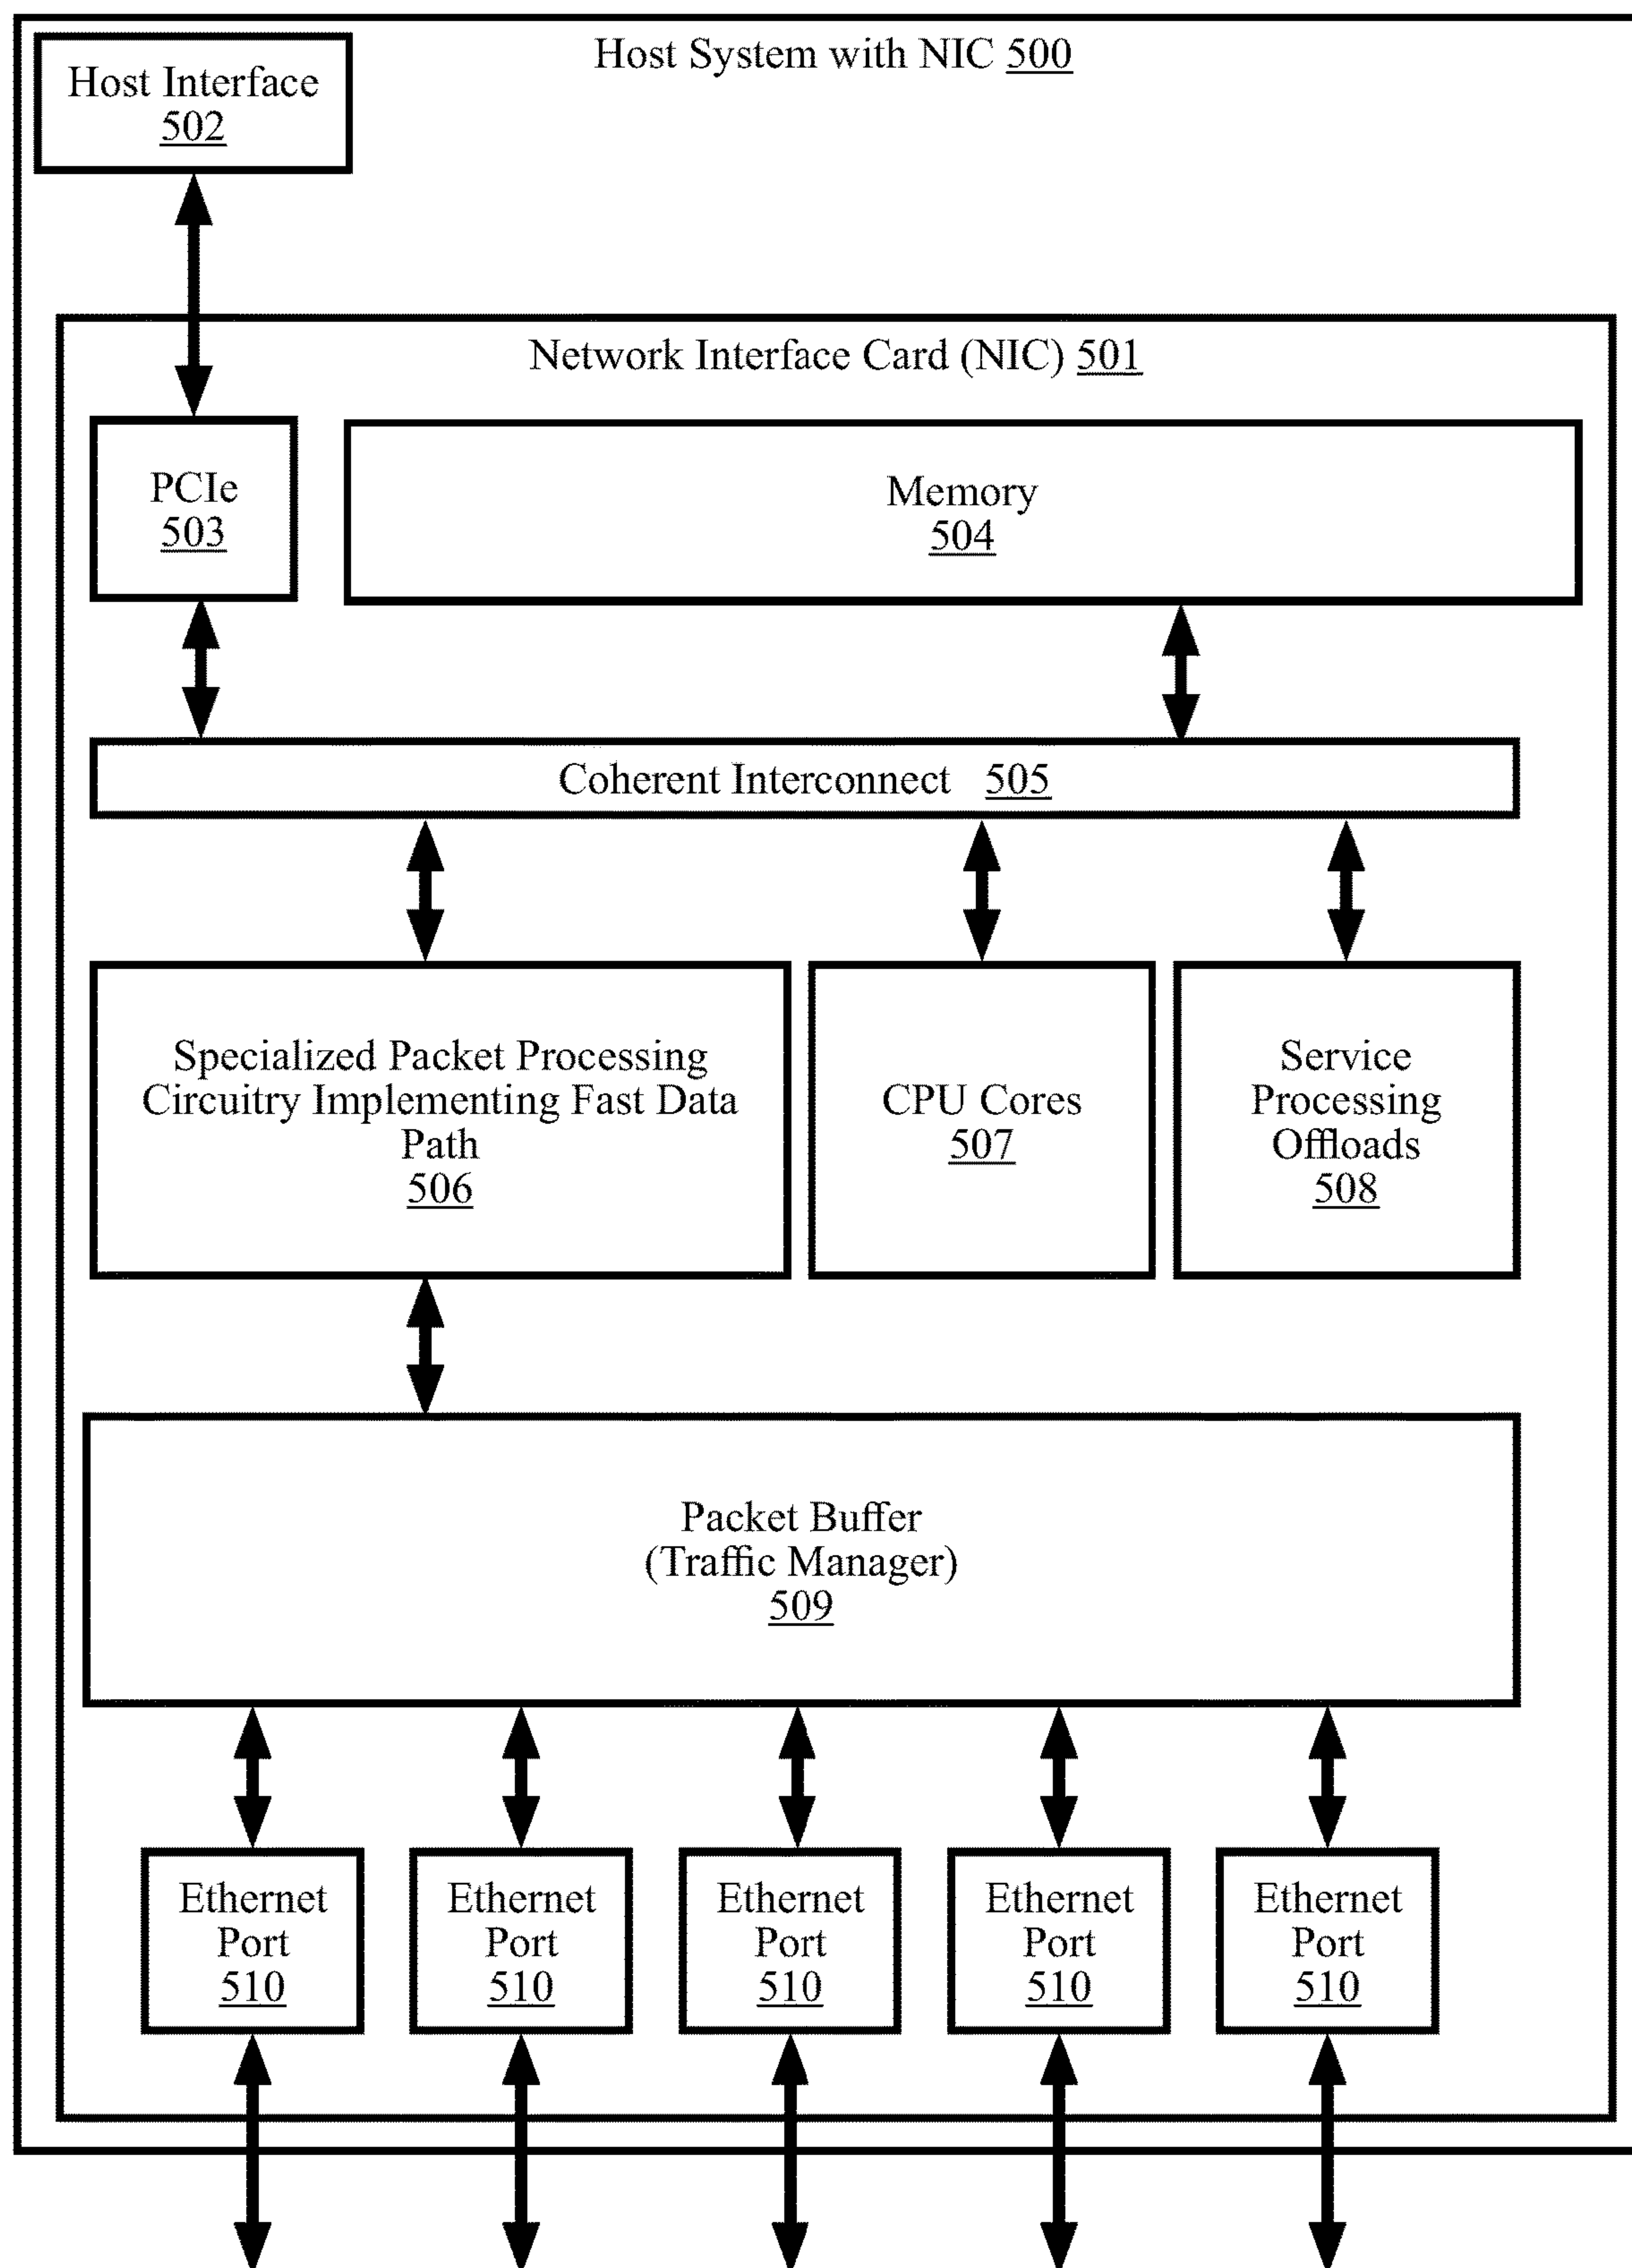 Host System with NIC 500
Host Interface
502
Network Interface Card (NIC) 501
PCIe
503
Memory
504
Coherent Interconnect 505
Specialized Packet Processing
Circuitry Implementing Fast Data
Path
506
CPU Cores
507
Service
Processing
Offloads
508
Packet Buffer
(Traffic Manager)
509
Ethernet
Port
510
Ethernet
Port
510
Ethernet
Port
510
Ethernet
Port
510
Ethernet
Port
510